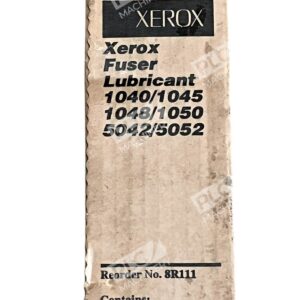 XEROX
Xerox
Fuser
Lubricant
1040/1045
1048/1050
5042/5052
Reorder No. 8R111
Contains: